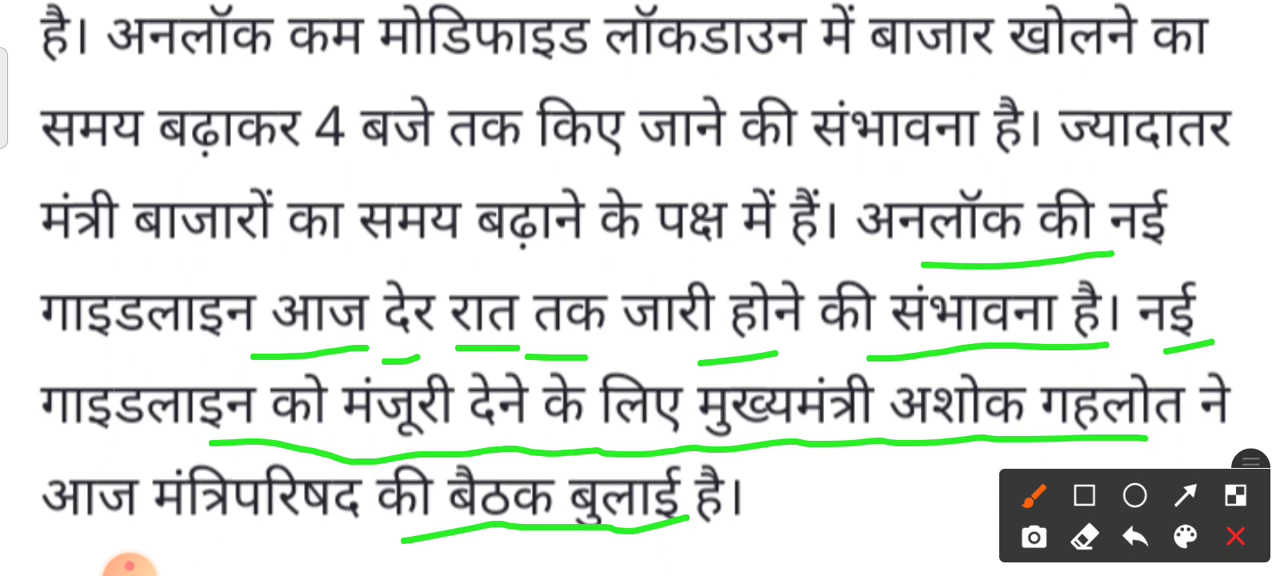 है। अनलॉक कम मोडिफाइड लॉकडाउन में बाजार खोलने का
समय बढ़ाकर 4 बजे तक किए जाने की संभावना है। ज्यादातर
मंत्री बाजारों का समय बढ़ाने के पक्ष में हैं। अनलॉक की नई
गाइडलाइन आज देर रात तक जारी होने की संभावना है। नई
गाइडलाइन को मंजूरी देने के लिए मुख्यमंत्री अशोक गहलोत ने
आज मंत्रिपरिषद की बैठक बुलाई है।